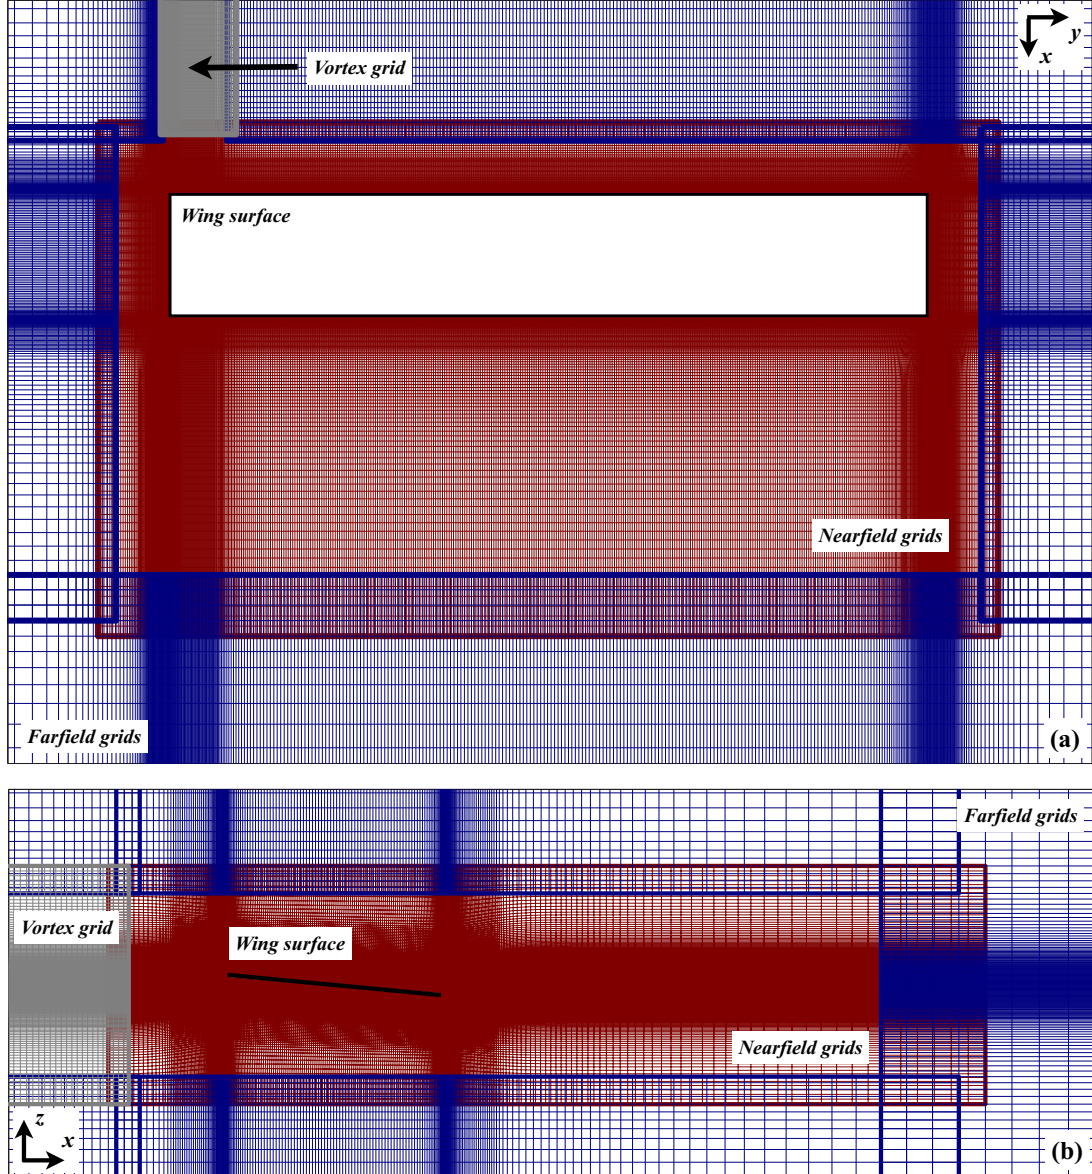 Vortex grid
y
x
Wing surface
Nearfield grids
Farfield grids
(a)
Farfield grids
Vortex grid
Wing surface
Nearfield grids
z
x
(b)